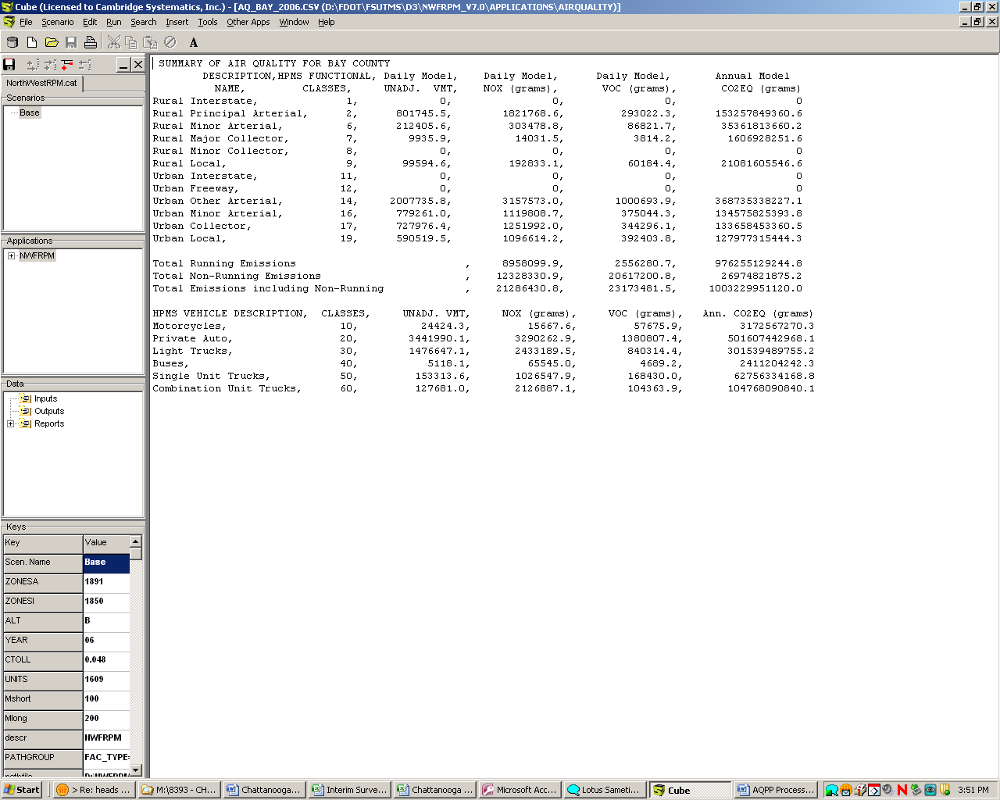 Cube (Licensed to Cambridge Systematics, Inc.) - [AQ_BAY_2006.CSV (D:\FDOT\FSUTMS\D3\NWFRPM_V7.0\APPLICATIONS\AIRQUALITY)]
File Scenario Edit Run Search Insert Tools Other Apps Window Help
A
NorthWestRPM.cat
Scenarios
Base
Applications
NWFRPM
Data
Inputs
Outputs
Reports
Keys
Key Value
Scen. Name Base
ZONESA 1891
ZONESI 1850
ALT B
YEAR 06
CTOLL 0.048
UNITS 1609
Mshort 100
Mlong 200
descr NWFRPM
PATHGROUP FAC_TYPE=
SUMMARY OF AIR QUALITY FOR BAY COUNTY
DESCRIPTION,HPMS FUNCTIONAL, Daily Model, Daily Model, Daily Model, Annual Model
NAME, CLASSES, UNADJ. VMT, NOX (grams), VOC (grams), CO2EQ (grams)
Rural Interstate, 1, 0, 0, 0, 0
Rural Principal Arterial, 2, 801745.5, 1821768.6, 293022.3, 153257849360.6
Rural Minor Arterial, 6, 212405.6, 303478.8, 86821.7, 35361813660.2
Rural Major Collector, 7, 9935.9, 14031.5, 3814.2, 1606928251.6
Rural Minor Collector, 8, 0, 0, 0, 0
Rural Local, 9, 99594.6, 192833.1, 60184.4, 21081605546.6
Urban Interstate, 11, 0, 0, 0, 0
Urban Freeway, 12, 0, 0, 0, 0
Urban Other Arterial, 14, 2007735.8, 3157573.0, 1000693.9, 368735338227.1
Urban Minor Arterial, 16, 779261.0, 1119808.7, 375044.3, 134575825393.8
Urban Collector, 17, 727976.4, 1251992.0, 344296.1, 133658453360.5
Urban Local, 19, 590519.5, 1096614.2, 392403.8, 127977315444.3
Total Running Emissions , 8958099.9, 2556280.7, 976255129244.8
Total Non-Running Emissions , 12328330.9, 20617200.8, 26974821875.2
Total Emissions including Non-Running , 21286430.8, 23173481.5, 1003229951120.0
HPMS VEHICLE DESCRIPTION, CLASSES, UNADJ. VMT, NOX (grams), VOC (grams), Ann. CO2EQ (grams)
Motorcycles, 10, 24424.3, 15667.6, 57675.9, 3172567270.3
Private Auto, 20, 3441990.1, 3290262.9, 1380807.4, 501607442968.1
Light Trucks, 30, 1476647.1, 2433189.5, 840314.4, 301539489755.2
Buses, 40, 5118.1, 65545.0, 4689.2, 2411204242.3
Single Unit Trucks, 50, 153313.6, 1026547.9, 168430.0, 62756334168.8
Combination Unit Trucks, 60, 127681.0, 2126887.1, 104363.9, 104768090840.1
Start > Re: heads ... M:\8393 - CH... Chattanooga... Interim Surve... Chattanooga ... Microsoft Acc... Lotus Sameti... Cube AQPP Process... 3:51 PM